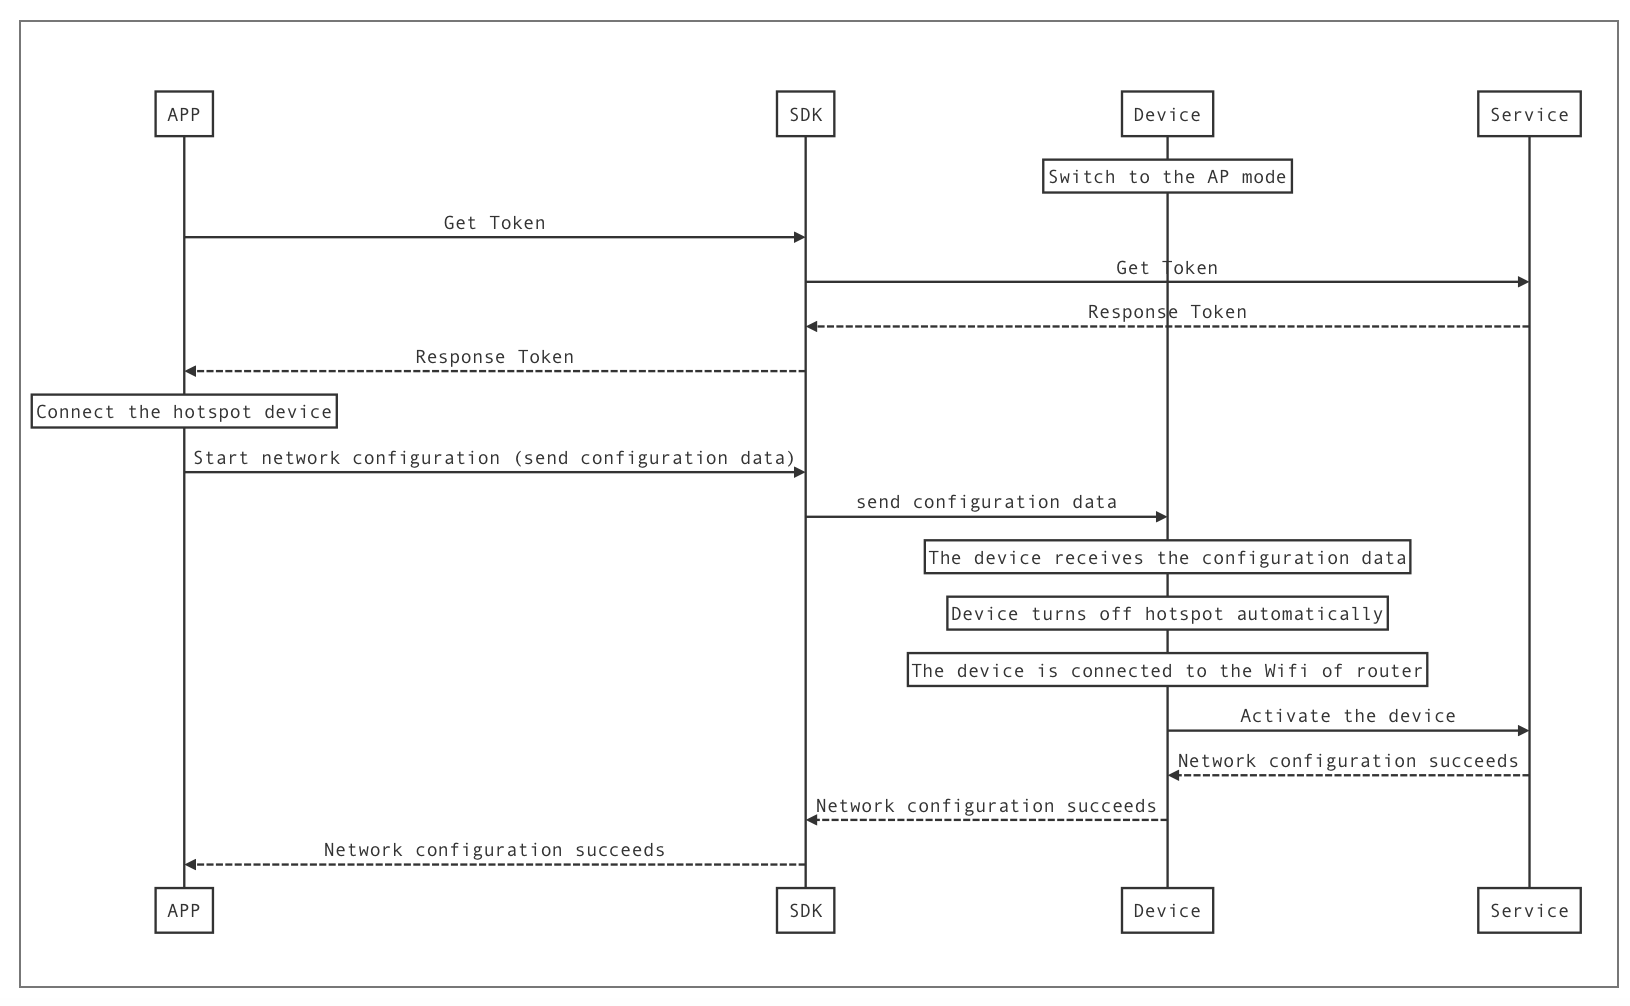 APP
SDK
Device
Service
Switch to the AP mode
Get Token
Get Token
Response Token
Response Token
Connect the hotspot device
Start network configuration (send configuration data)
send configuration data
The device receives the configuration data
Device turns off hotspot automatically
The device is connected to the Wifi of router
Activate the device
Network configuration succeeds
Network configuration succeeds
Network configuration succeeds
APP
SDK
Device
Service